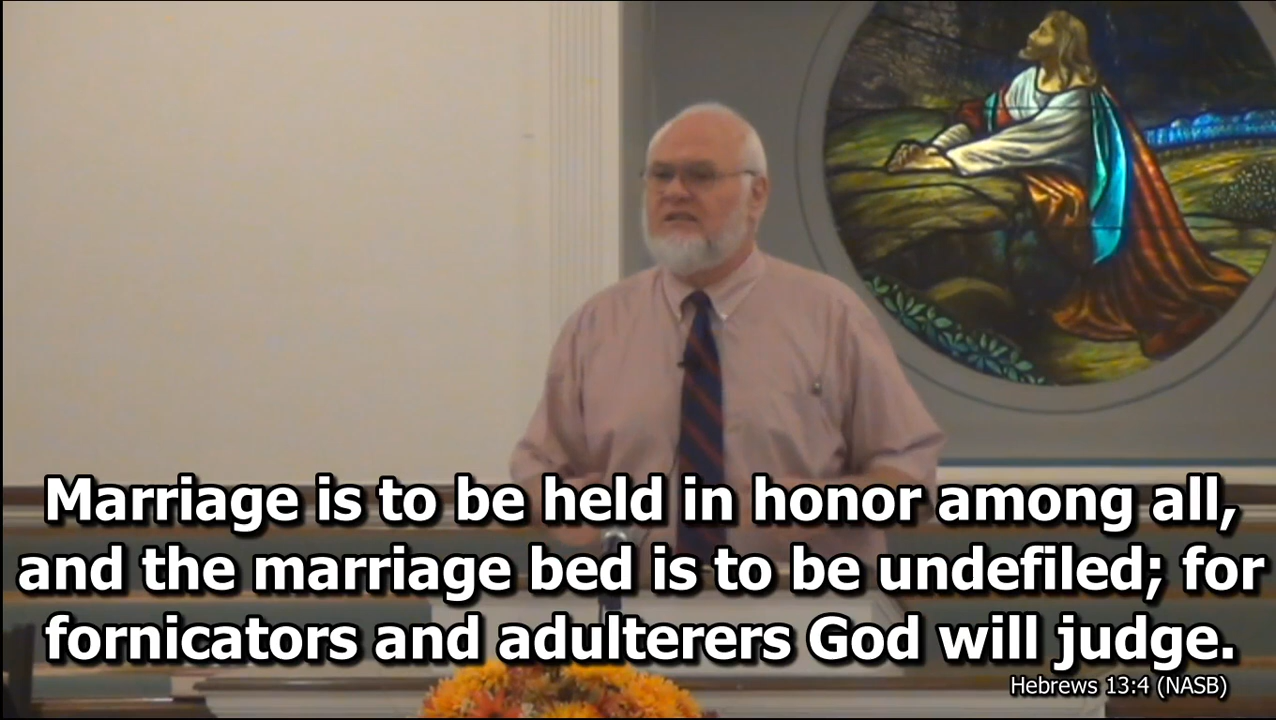 Marriage is to be held in honor among all,
and the marriage bed is to be undefiled; for
fornicators and adulterers God will judge.
Hebrews 13:4 (NASB)